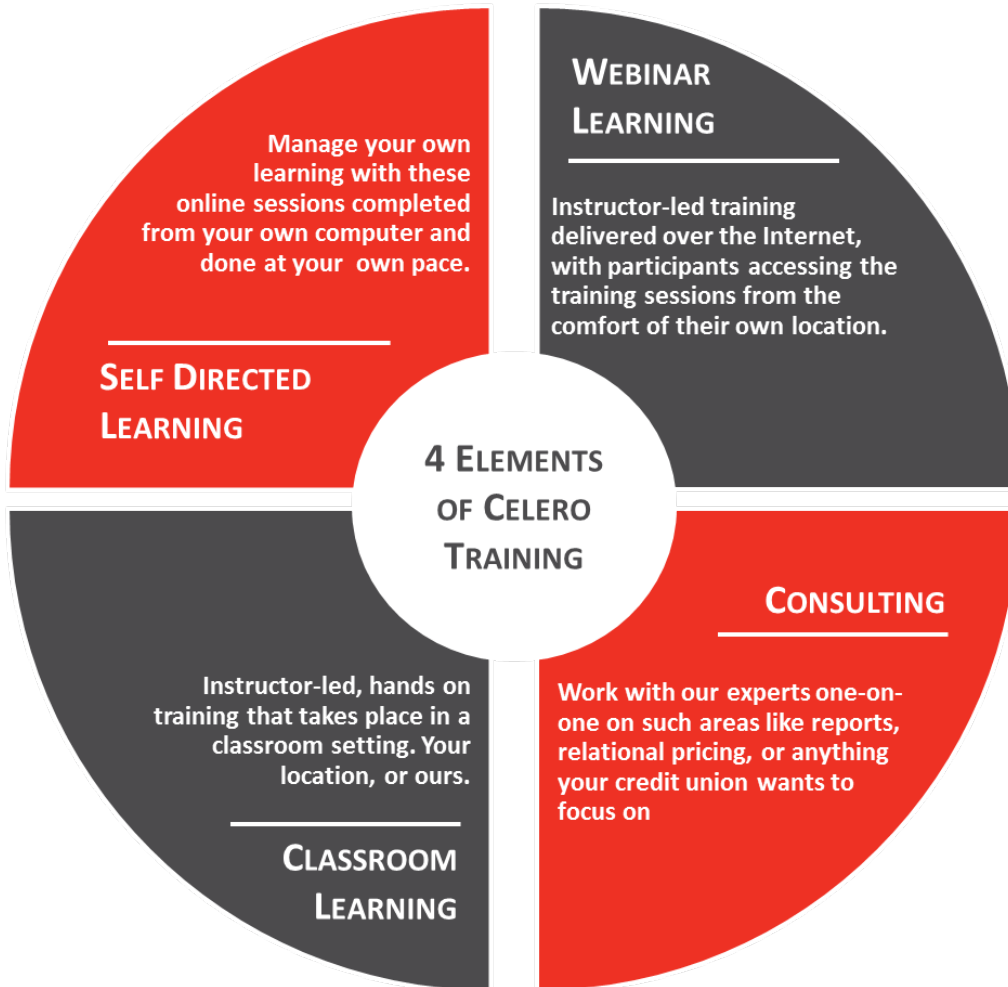 Manage your own
learning with these
online sessions completed
from your own computer and
done at your own pace.
SELF DIRECTED
LEARNING
WEBINAR
LEARNING
Instructor-led training
delivered over the Internet,
with participants accessing the
training sessions from the
comfort of their own location.
4 ELEMENTS
OF CELERO
TRAINING
Instructor-led, hands on
training that takes place in a
classroom setting. Your
location, or ours.
CLASSROOM
LEARNING
CONSULTING
Work with our experts one-on-
one on such areas like reports,
relational pricing, or anything
your credit union wants to
focus on